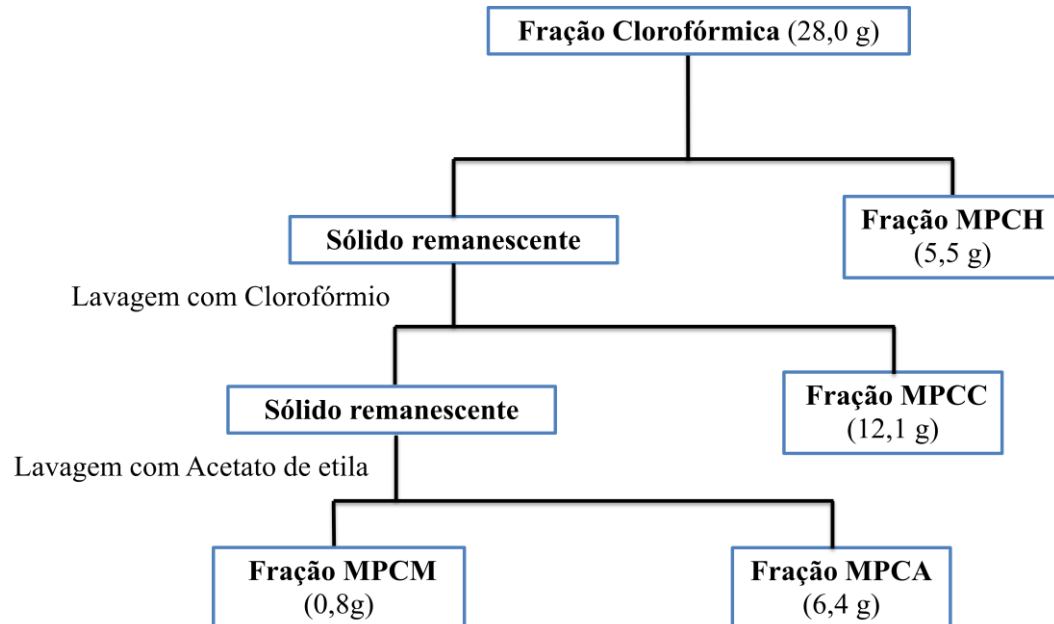 Fração Clorofórmica (28,0 g)
Fração MPCH
(5,5 g)
Sólido remanescente
Lavagem com Clorofórmio
Fração MPCC
(12,1 g)
Sólido remanescente
Lavagem com Acetato de etila
Fração MPCM
(0,8g)
Fração MPCA
(6,4 g)